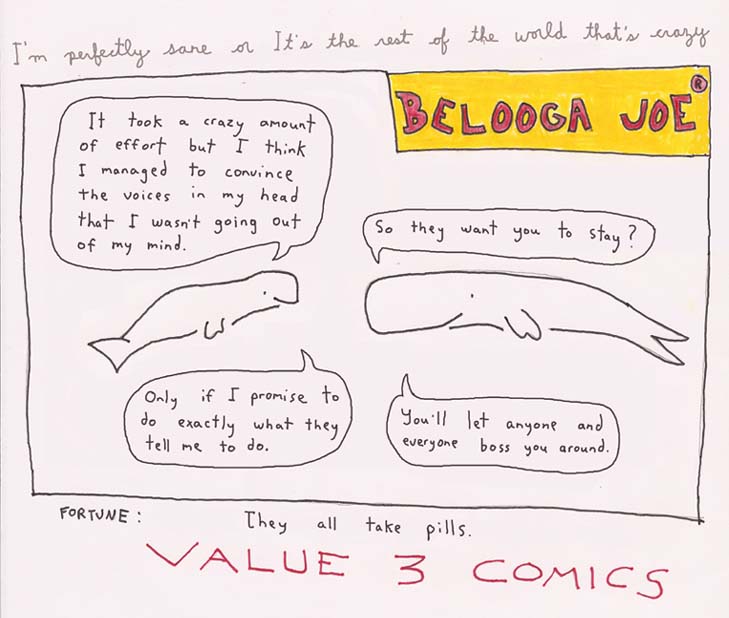 I'm perfectly sane or It's the rest of the world that's crazy
BELOOGA JOE ®
It took a crazy amount
of effort but I think
I managed to convince
the voices in my head
that I wasn't going out
of my mind.
So they want you to stay?
Only if I promise to
do exactly what they
tell me to do.
You'll let anyone and
everyone boss you around.
FORTUNE: They all take pills.
VALUE 3 COMICS